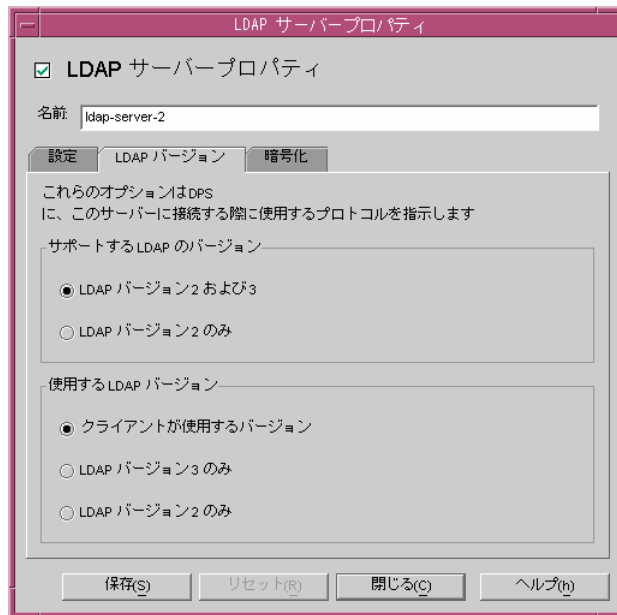 LDAP サーバープロパティ
LDAP サーバープロパティ
名前: ldap-server-2
設定 LDAP バージョン 暗号化
これらのオプションはDPS
に、このサーバーに接続する際に使用するプロトコルを指示します
サポートするLDAP のバージョン
LDAP バージョン2 および3
LDAP バージョン2 のみ
使用するLDAP バージョン
クライアントが使用するバージョン
LDAP バージョン3 のみ
LDAP バージョン2 のみ
保存(S) リセット(R) 閉じる(C) ヘルプ(h)